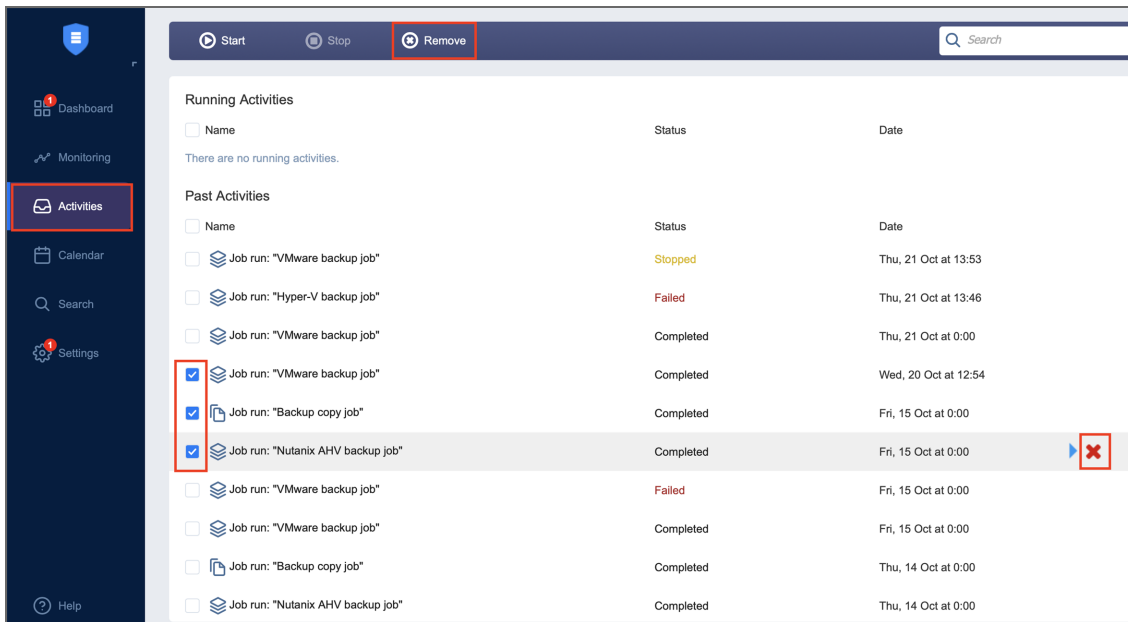 Start Stop Remove Search
1
Dashboard
Monitoring
Activities
Calendar
Search
1
Settings
Help
Running Activities
Name Status Date
There are no running activities.
Past Activities
Name Status Date
Job run: "VMware backup job" Stopped Thu, 21 Oct at 13:53
Job run: "Hyper-V backup job" Failed Thu, 21 Oct at 13:46
Job run: "VMware backup job" Completed Thu, 21 Oct at 0:00
Job run: "VMware backup job" Completed Wed, 20 Oct at 12:54
Job run: "Backup copy job" Completed Fri, 15 Oct at 0:00
Job run: "Nutanix AHV backup job" Completed Fri, 15 Oct at 0:00
Job run: "VMware backup job" Failed Fri, 15 Oct at 0:00
Job run: "VMware backup job" Completed Fri, 15 Oct at 0:00
Job run: "Backup copy job" Completed Thu, 14 Oct at 0:00
Job run: "Nutanix AHV backup job" Completed Thu, 14 Oct at 0:00